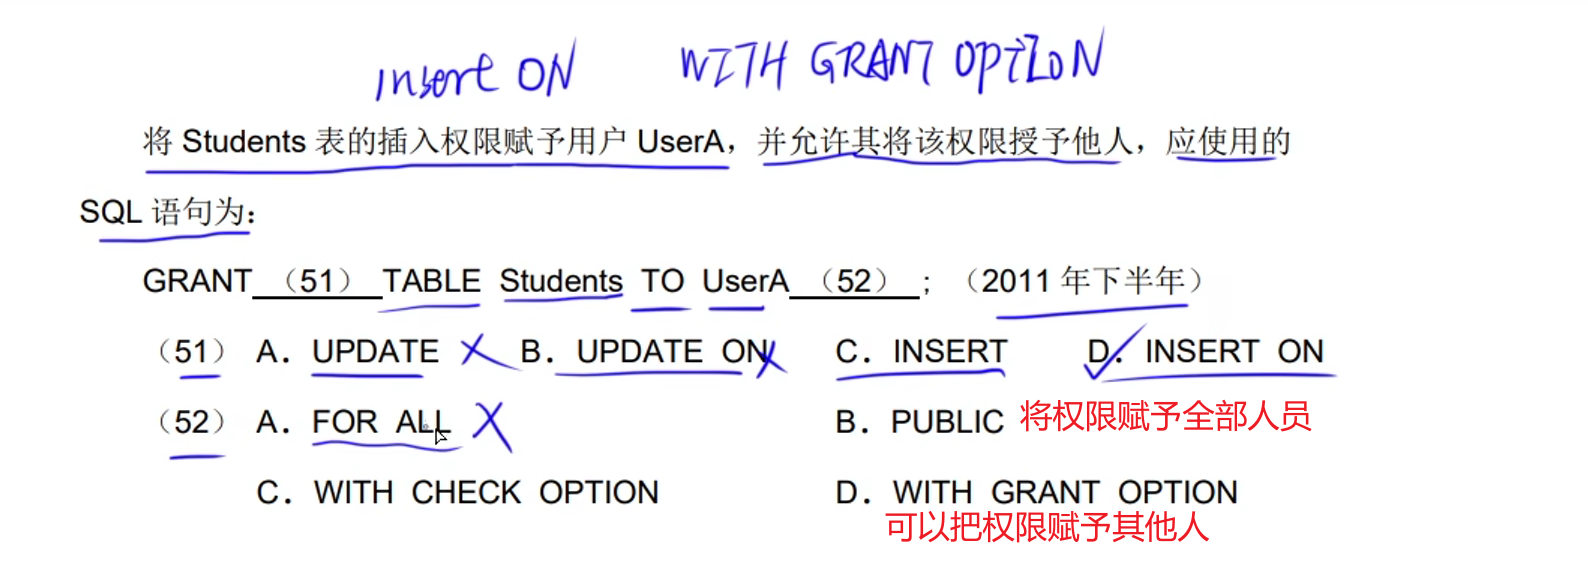 insert ON WITH GRANT OPTION
将 Students 表的插入权限赋予用户 UserA，并允许其将该权限授予他人，应使用的
SQL 语句为：
GRANT （51） TABLE Students TO UserA （52） ；（2011 年下半年）
（51） A．UPDATE B．UPDATE ON C．INSERT D．INSERT ON
（52） A．FOR ALL B．PUBLIC 将权限赋予全部人员
C．WITH CHECK OPTION D．WITH GRANT OPTION
可以把权限赋予其他人